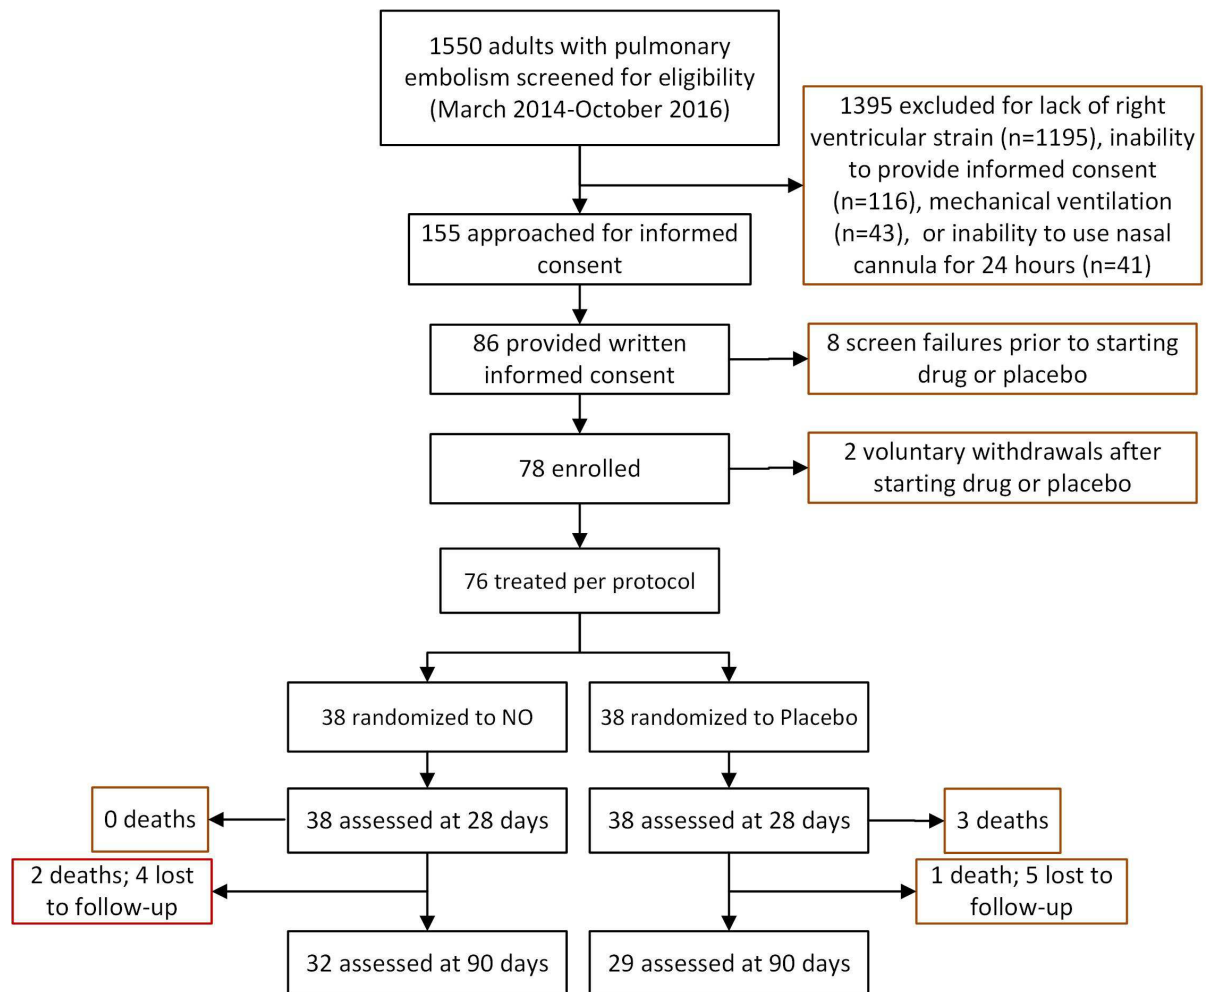 1550 adults with pulmonary
embolism screened for eligibility
(March 2014-October 2016)
1395 excluded for lack of right
ventricular strain (n=1195), inability
to provide informed consent
(n=116), mechanical ventilation
(n=43), or inability to use nasal
cannula for 24 hours (n=41)
155 approached for informed
consent
86 provided written
informed consent
8 screen failures prior to starting
drug or placebo
78 enrolled
2 voluntary withdrawals after
starting drug or placebo
76 treated per protocol
38 randomized to NO
38 randomized to Placebo
0 deaths
38 assessed at 28 days
38 assessed at 28 days
3 deaths
2 deaths; 4 lost
to follow-up
1 death; 5 lost to
follow-up
32 assessed at 90 days
29 assessed at 90 days